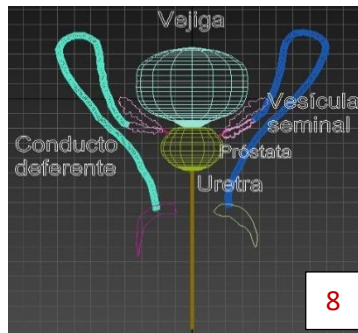 Vejiga
Vesícula
seminal
Conducto
deferente
Próstata
Uretra
8